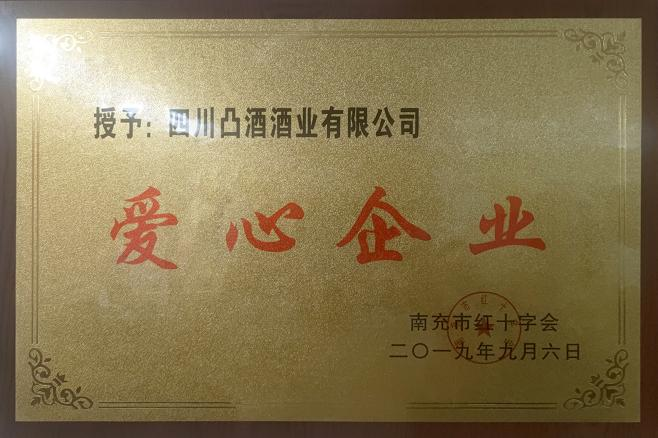 授予：四川凸酒酒业有限公司
爱心企业
南充市红十字会
二〇一九年九月六日